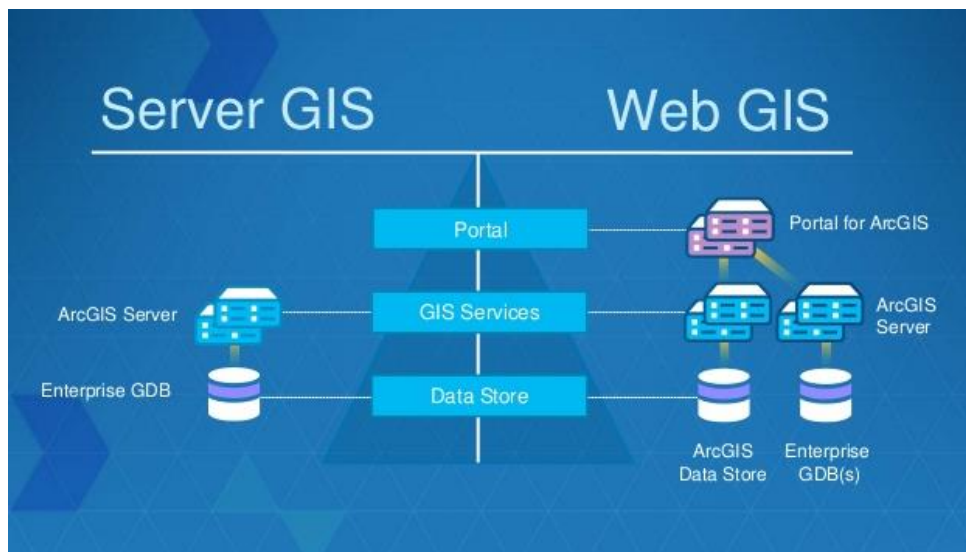 Server GIS
Web GIS
Portal
Portal for ArcGIS
ArcGIS Server
GIS Services
ArcGIS
Server
Enterprise GDB
Data Store
ArcGIS
Data Store
Enterprise
GDB(s)